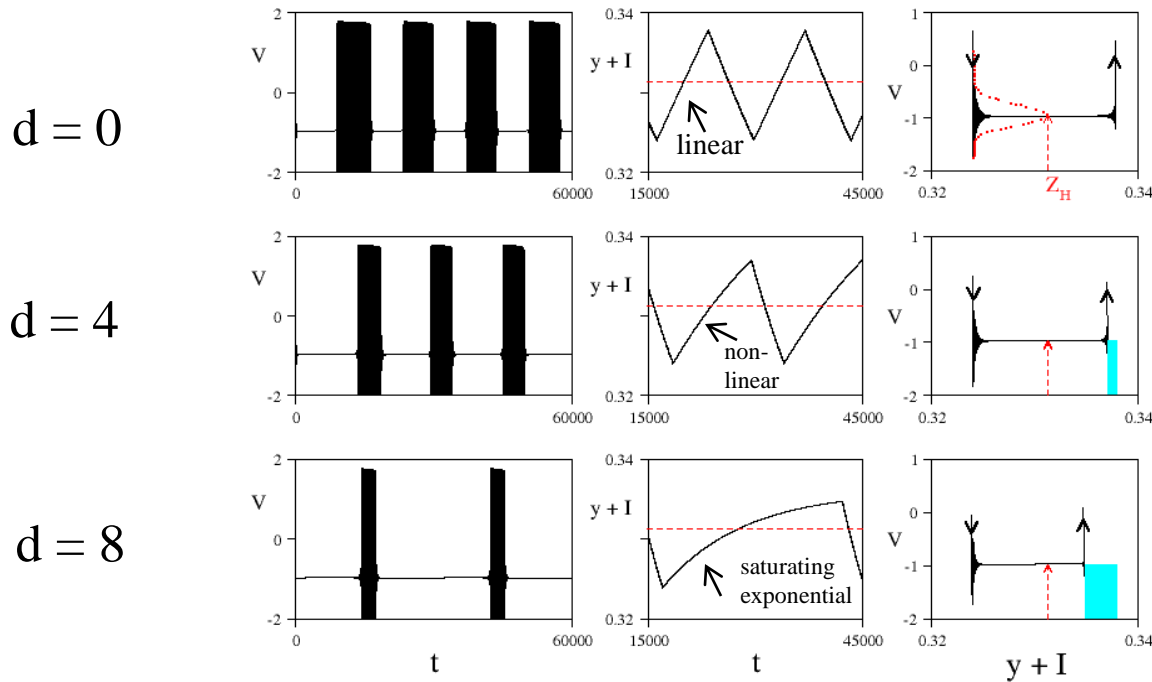 d = 0
2
V
0
-2
0
60000
0.34
y + I
linear
0.32
15000
45000
1
0
V
-1
-2
0.32
Z_H
0.34
d = 4
2
V
0
-2
0
60000
0.34
y + I
non-
linear
0.32
15000
45000
1
0
V
-1
-2
0.32
0.34
d = 8
2
V
0
-2
0
60000
t
0.34
y + I
saturating
exponential
0.32
15000
45000
t
1
0
V
-1
-2
0.32
0.34
y + I